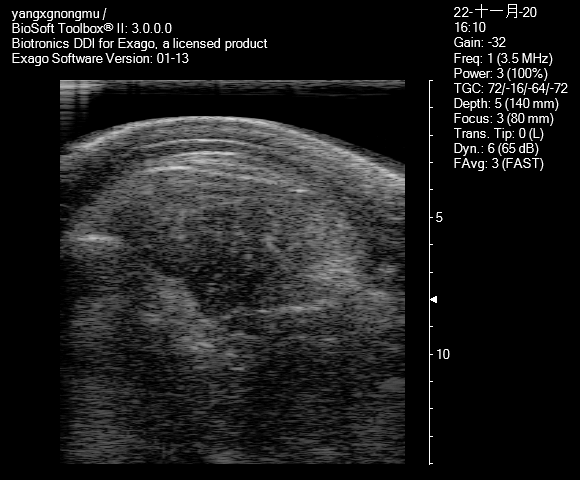 yangxgnongmu /
BioSoft Toolbox® II: 3.0.0.0
Biotronics DDI for Exago, a licensed product
Exago Software Version: 01-13
22-十一月-20
16:10
Gain: -32
Freq: 1 (3.5 MHz)
Power: 3 (100%)
TGC: 72/-16/-64/-72
Depth: 5 (140 mm)
Focus: 3 (80 mm)
Trans. Tip: 0 (L)
Dyn.: 6 (65 dB)
FAvg: 3 (FAST)
5
10